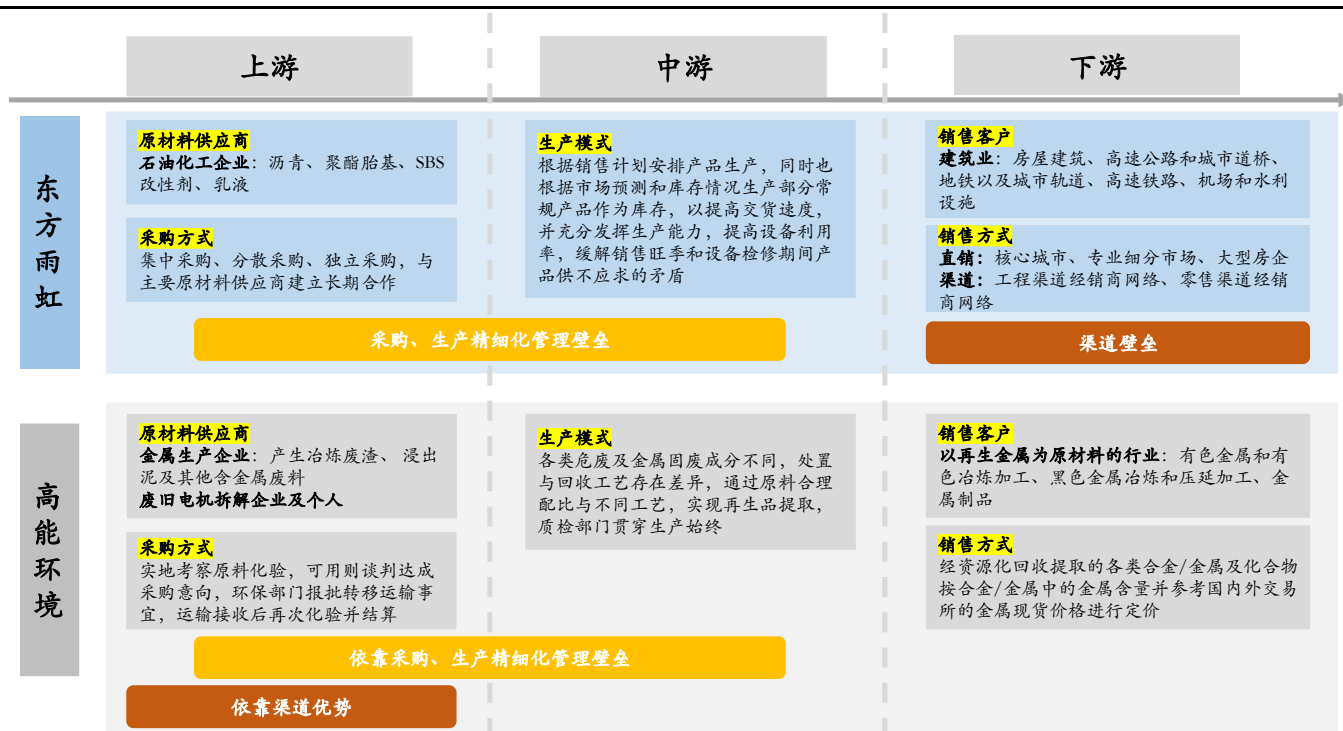 上游
中游
下游
东方雨虹
原材料供应商
石油化工企业：沥青、聚酯胎基、SBS
改性剂、乳液
采购方式
集中采购、分散采购、独立采购，与
主要原材料供应商建立长期合作
生产模式
根据销售计划安排产品生产，同时也
根据市场预测和库存情况生产部分常
规产品作为库存，以提高交货速度，
并充分发挥生产能力，提高设备利用
率，缓解销售旺季和设备检修期间产
品供不应求的矛盾
销售客户
建筑业：房屋建筑、高速公路和城市道桥、
地铁以及城市轨道、高速铁路、机场和水利
设施
销售方式
直销：核心城市、专业细分市场、大型房企
渠道：工程渠道经销商网络、零售渠道经销
商网络
采购、生产精细化管理壁垒
渠道壁垒
高能环境
原材料供应商
金属生产企业：产生冶炼废渣、 浸出
泥及其他含金属废料
废旧电机拆解企业及个人
采购方式
实地考察原料化验，可用则谈判达成
采购意向，环保部门报批转移运输事
宜，运输接收后再次化验并结算
生产模式
各类危废及金属固废成分不同，处置
与回收工艺存在差异，通过原料合理
配比与不同工艺，实现再生品提取，
质检部门贯穿生产始终
销售客户
以再生金属为原材料的行业：有色金属和有
色冶炼加工、黑色金属冶炼和压延加工、金
属制品
销售方式
经资源化回收提取的各类合金/金属及化合物
按合金/金属中的金属含量并参考国内外交易
所的金属现货价格进行定价
依靠采购、生产精细化管理壁垒
依靠渠道优势